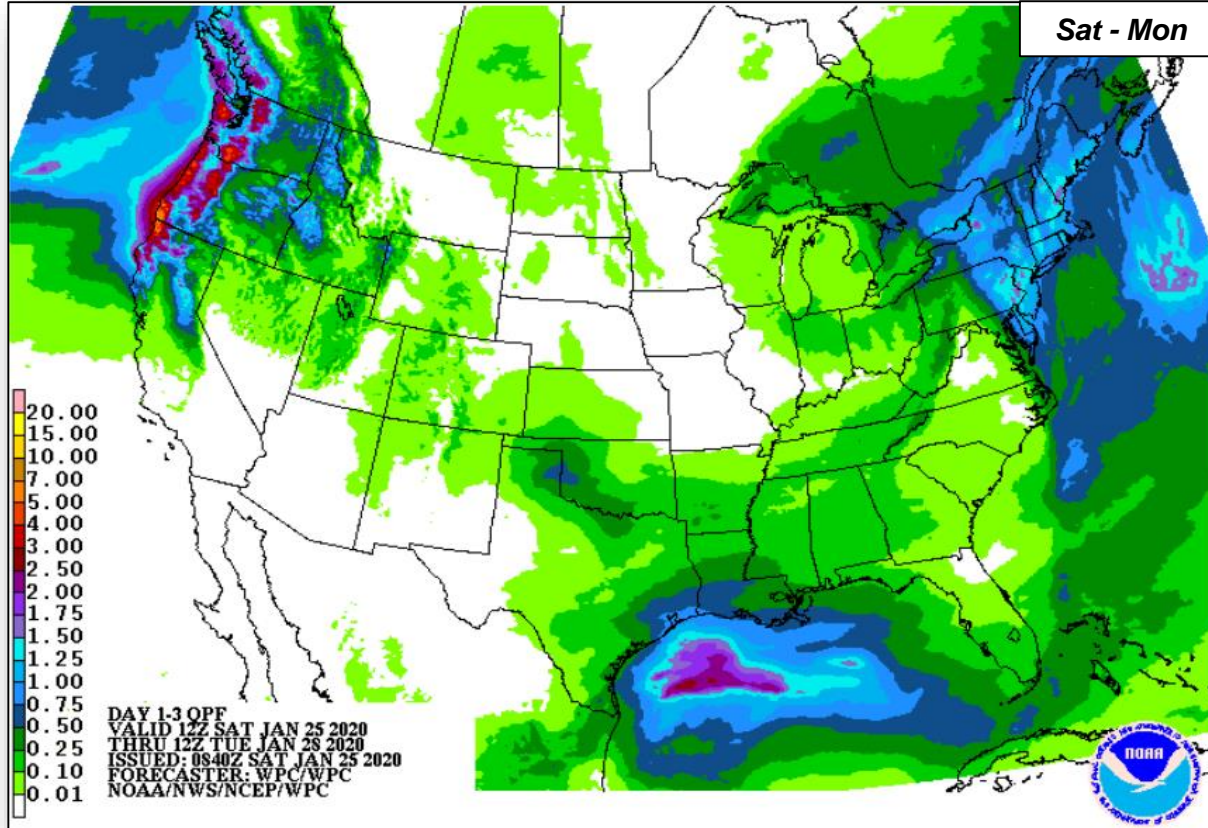 Sat - Mon
20.00
15.00
10.00
7.00
5.00
4.00
3.00
2.50
2.00
1.75
1.50
1.25
1.00
0.75
0.50
0.25
0.10
0.01
DAY 1-3 QPF
VALID 12Z SAT JAN 25 2020
THRU 12Z TUE JAN 28 2020
ISSUED: 0840Z SAT JAN 25 2020
FORECASTER: WPC/WPC
NOAA/NWS/NCEP/WPC
NOAA